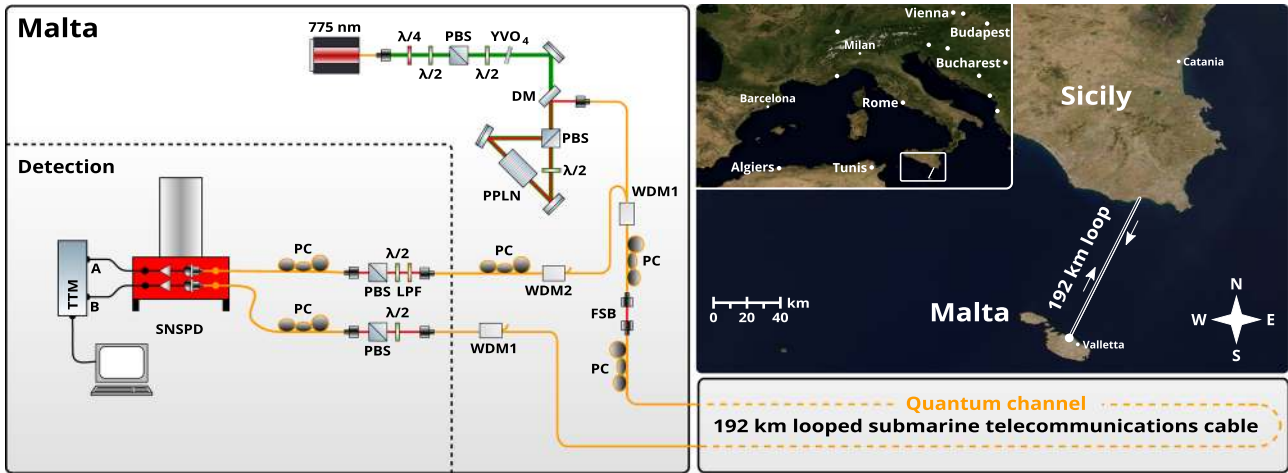 Malta
775 nm
λ/4
λ/2
PBS
λ/2
YVO4
DM
PBS
λ/2
PPLN
WDM1
PC
FSB
PC
Detection
TTM
A
B
SNSPD
PC
PBS
λ/2
LPF
PC
WDM2
PC
λ/2
PBS
WDM1
Vienna
Budapest
Milan
Bucharest
Barcelona
Rome
Algiers
Tunis
Catania
Sicily
192 km loop
km
0 20 40
Malta
Valletta
N
W E
S
Quantum channel
192 km looped submarine telecommunications cable